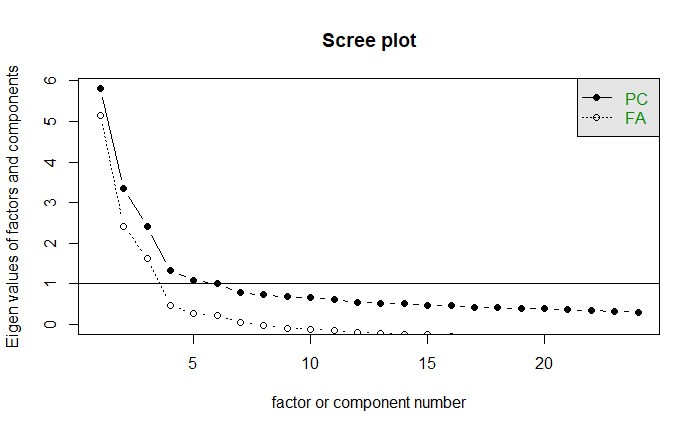 Scree plot
Eigen values of factors and components
6
5
4
3
2
1
0
PC
FA
5
10
15
20
factor or component number